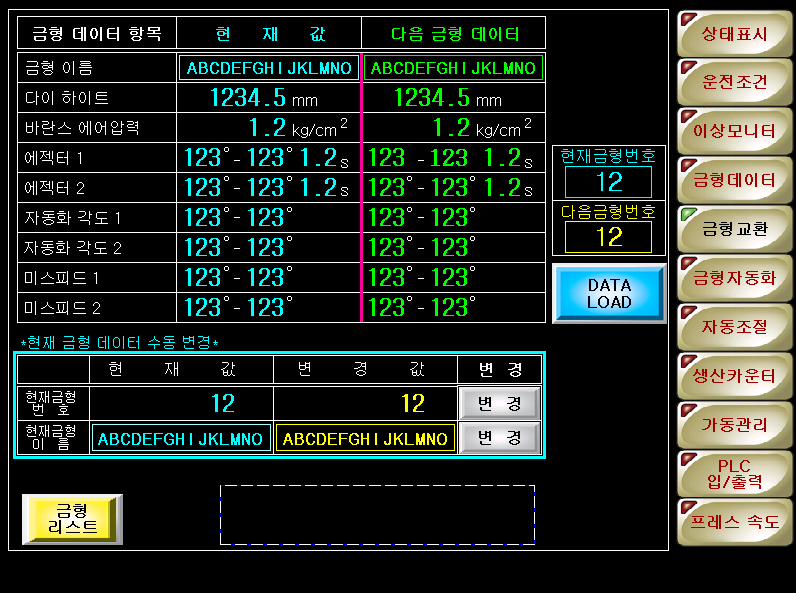 금형 데이터 항목 현 재 값 다음 금형 데이터
금형 이름 ABCDEFGHIJKLMNO ABCDEFGHIJKLMNO
다이 하이트 1234.5 mm 1234.5 mm
바란스 에어압력 1.2 kg/cm² 1.2 kg/cm²
에젝터 1 123°-123° 1.2s 123 -123 1.2s
에젝터 2 123°-123° 1.2s 123°-123° 1.2s
자동화 각도 1 123°-123° 123°-123°
자동화 각도 2 123°-123° 123°-123°
미스피드 1 123°-123° 123°-123°
미스피드 2 123°-123° 123°-123°
현재금형번호
12
다음금형번호
12
DATA
LOAD
*현재 금형 데이터 수동 변경*
현 재 값 변 경 값 변 경
현재금형
번 호
12 12 변 경
현재금형
이 름
ABCDEFGHIJKLMNO ABCDEFGHIJKLMNO 변 경
금형
리스트
상태표시
운전조건
이상모니터
금형데이터
금형교환
금형자동화
자동조절
생산카운터
가동관리
PLC
입/출력
프레스 속도